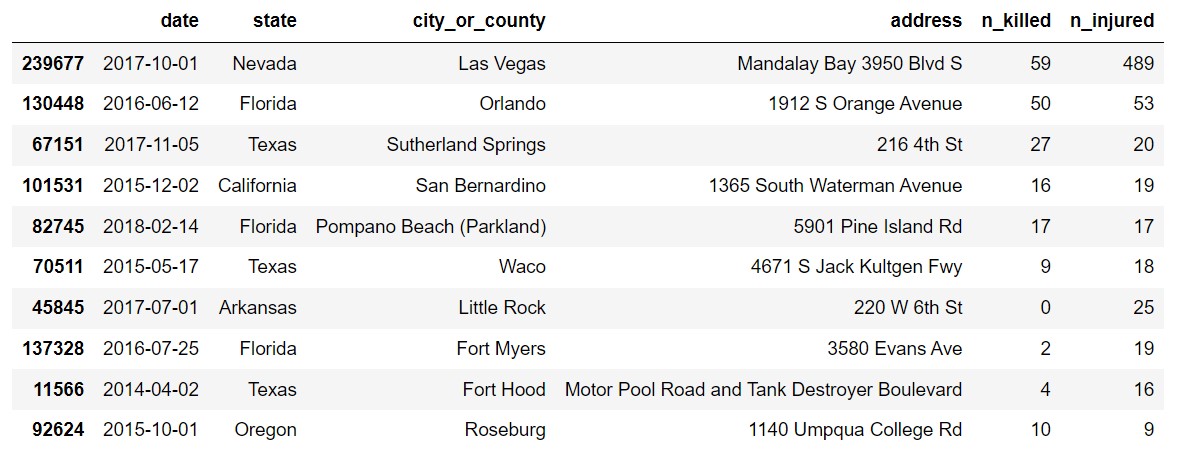 date state city_or_county address n_killed n_injured
239677 2017-10-01 Nevada Las Vegas Mandalay Bay 3950 Blvd S 59 489
130448 2016-06-12 Florida Orlando 1912 S Orange Avenue 50 53
67151 2017-11-05 Texas Sutherland Springs 216 4th St 27 20
101531 2015-12-02 California San Bernardino 1365 South Waterman Avenue 16 19
82745 2018-02-14 Florida Pompano Beach (Parkland) 5901 Pine Island Rd 17 17
70511 2015-05-17 Texas Waco 4671 S Jack Kultgen Fwy 9 18
45845 2017-07-01 Arkansas Little Rock 220 W 6th St 0 25
137328 2016-07-25 Florida Fort Myers 3580 Evans Ave 2 19
11566 2014-04-02 Texas Fort Hood Motor Pool Road and Tank Destroyer Boulevard 4 16
92624 2015-10-01 Oregon Roseburg 1140 Umpqua College Rd 10 9